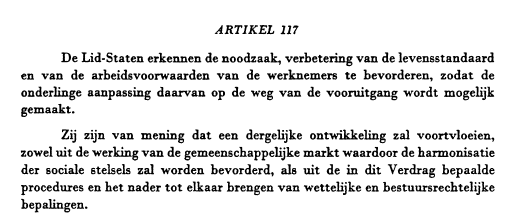 ARTIKEL 117
De Lid-Staten erkennen de noodzaak, verbetering van de levensstandaard
en van de arbeidsvoorwaarden van de werknemers te bevorderen, zodat de
onderlinge aanpassing daarvan op de weg van de vooruitgang wordt mogelijk
gemaakt.
Zij zijn van mening dat een dergelijke ontwikkeling zal voortvloeien,
zowel uit de werking van de gemeenschappelijke markt waardoor de harmonisatie
der sociale stelsels zal worden bevorderd, als uit de in dit Verdrag bepaalde
procedures en het nader tot elkaar brengen van wettelijke en bestuursrechtelijke
bepalingen.